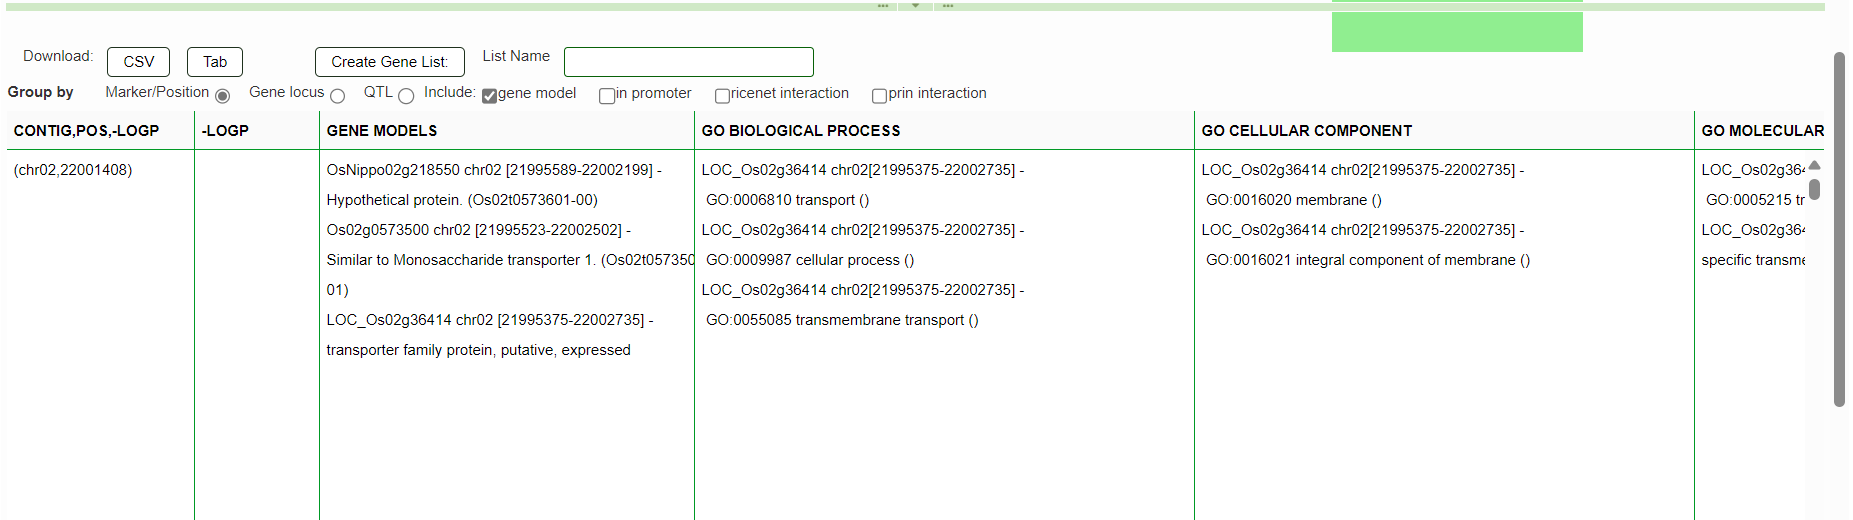 Download: CSV Tab Create Gene List: List Name
Group by Marker/Position Gene locus QTL Include: gene model in promoter ricenet interaction prin interaction
CONTIG,POS,-LOGP -LOGP GENE MODELS GO BIOLOGICAL PROCESS GO CELLULAR COMPONENT GO MOLECULAR
(chr02,22001408)
OsNippo02g218550 chr02 [21995589-22002199] -
Hypothetical protein. (Os02t0573601-00)
Os02g0573500 chr02 [21995523-22002502] -
Similar to Monosaccharide transporter 1. (Os02t057350
01)
LOC_Os02g36414 chr02 [21995375-22002735] -
transporter family protein, putative, expressed
LOC_Os02g36414 chr02[21995375-22002735] -
GO:0006810 transport ()
LOC_Os02g36414 chr02[21995375-22002735] -
GO:0009987 cellular process ()
LOC_Os02g36414 chr02[21995375-22002735] -
GO:0055085 transmembrane transport ()
LOC_Os02g36414 chr02[21995375-22002735] -
GO:0016020 membrane ()
LOC_Os02g36414 chr02[21995375-22002735] -
GO:0016021 integral component of membrane ()
LOC_Os02g364
GO:0005215 tr
LOC_Os02g364
specific transme